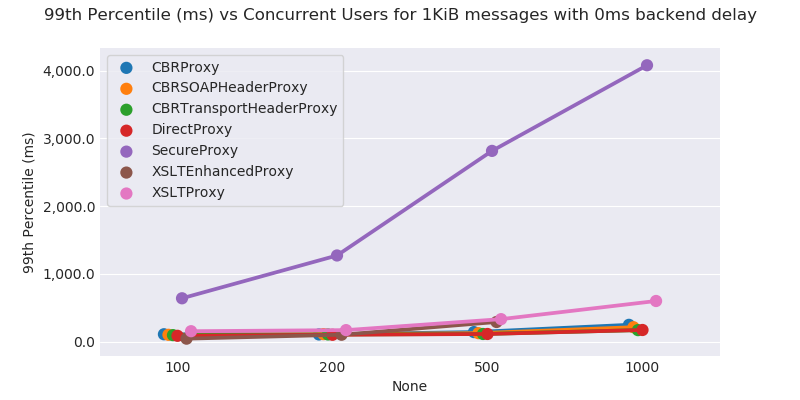 99th Percentile (ms) vs Concurrent Users for 1KiB messages with 0ms backend delay
CBRProxy
CBRSOAPHeaderProxy
CBRTransportHeaderProxy
DirectProxy
SecureProxy
XSLTEnhancedProxy
XSLTProxy
99th Percentile (ms)
4,000.0
3,000.0
2,000.0
1,000.0
0.0
100 200 500 1000
None